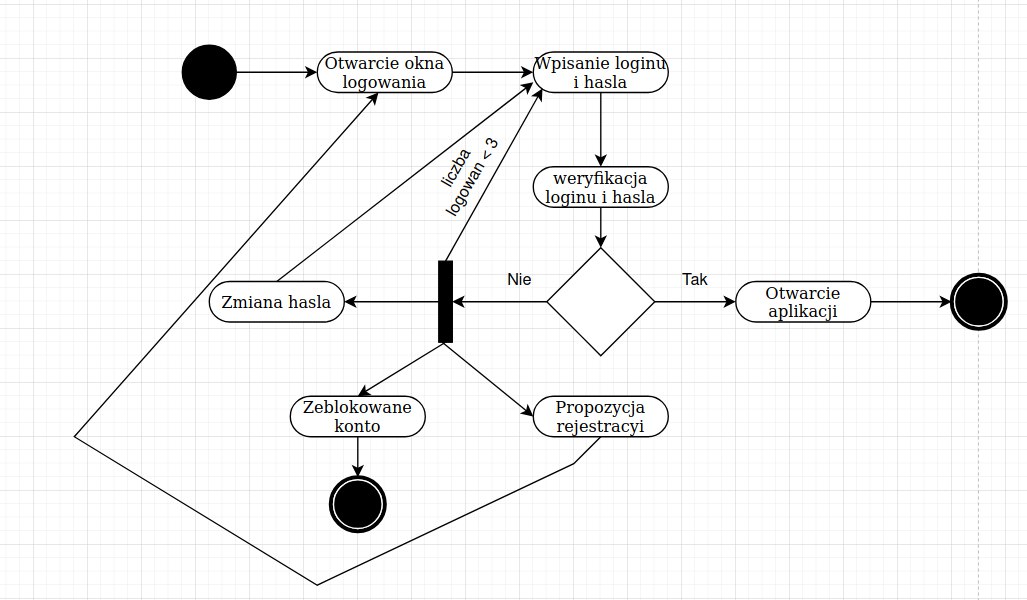 Otwarcie okna
logowania
Wpisanie loginu
i hasla
liczba
logowan < 3
weryfikacja
loginu i hasla
Nie
Tak
Zmiana hasla
Otwarcie
aplikacji
Zeblokowane
konto
Propozycja
rejestracyi